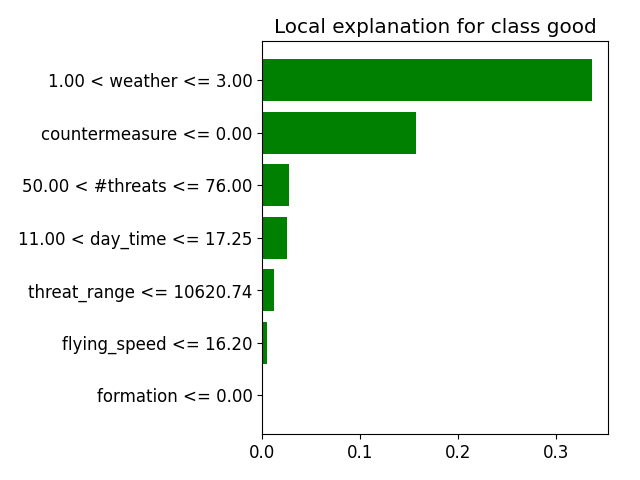 Local explanation for class good
1.00 < weather <= 3.00
countermeasure <= 0.00
50.00 < #threats <= 76.00
11.00 < day_time <= 17.25
threat_range <= 10620.74
flying_speed <= 16.20
formation <= 0.00
0.0 0.1 0.2 0.3